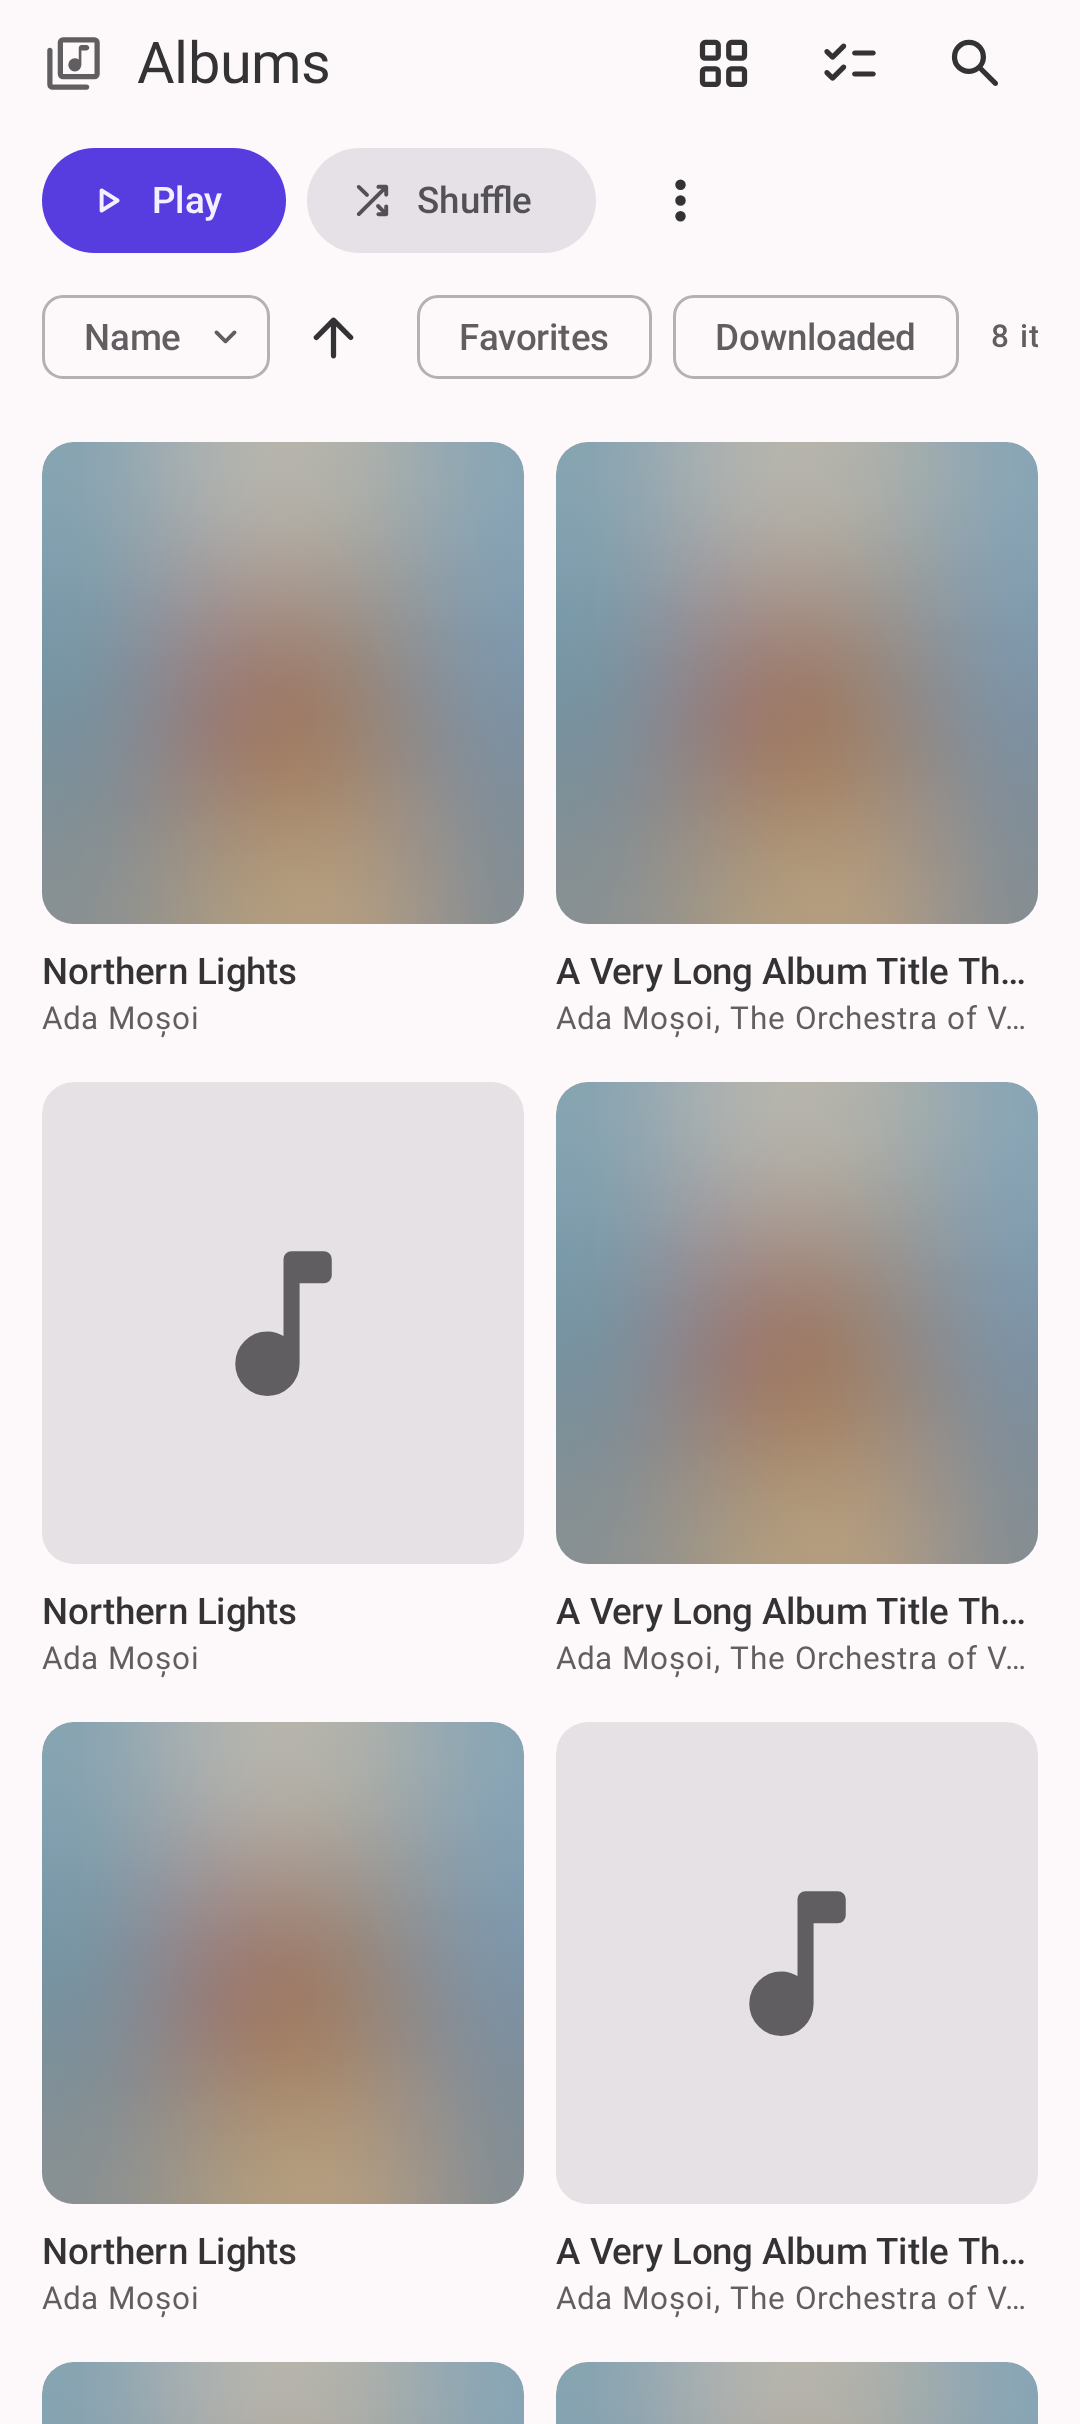 Albums
Play
Shuffle
Name
Favorites
Downloaded
8 it
Northern Lights
Ada Moșoi
A Very Long Album Title Th…
Ada Moșoi, The Orchestra of V…
Northern Lights
Ada Moșoi
A Very Long Album Title Th…
Ada Moșoi, The Orchestra of V…
Northern Lights
Ada Moșoi
A Very Long Album Title Th…
Ada Moșoi, The Orchestra of V…